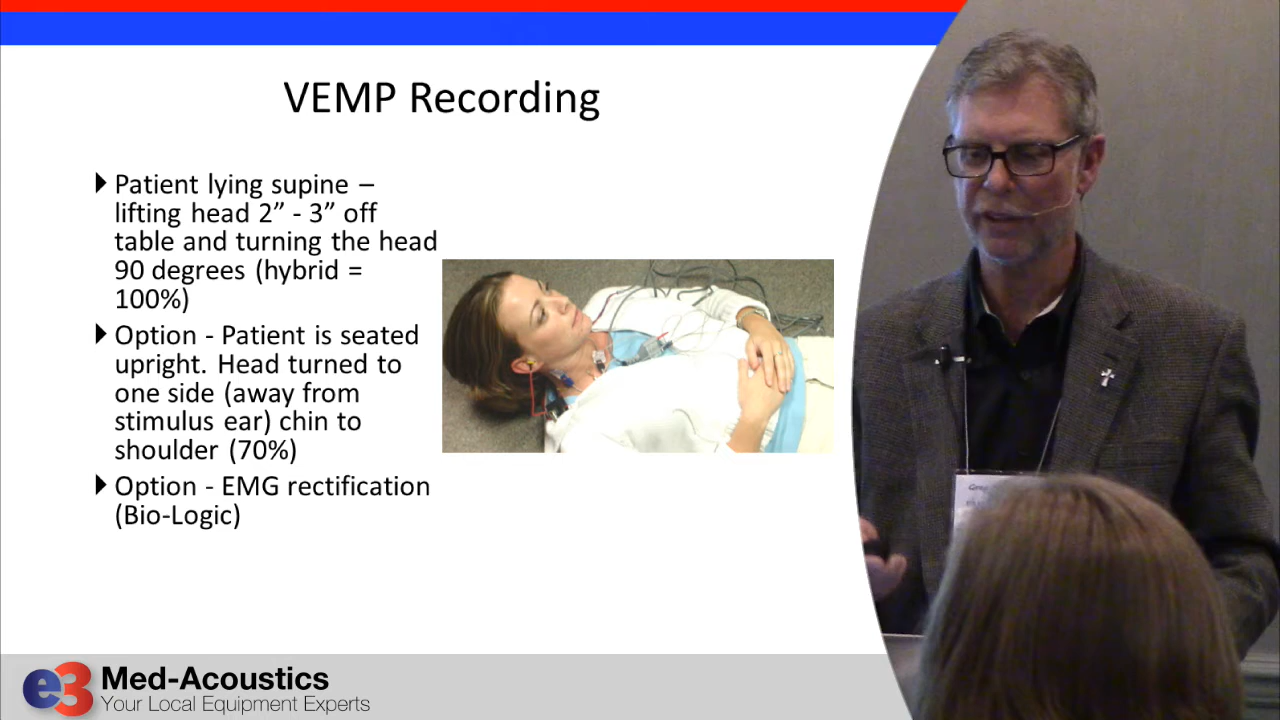 VEMP Recording
Patient lying supine –
lifting head 2” - 3” off
table and turning the head
90 degrees (hybrid =
100%)
Option - Patient is seated
upright. Head turned to
one side (away from
stimulus ear) chin to
shoulder (70%)
Option - EMG rectification
(Bio-Logic)
e3 Med-Acoustics
Your Local Equipment Experts